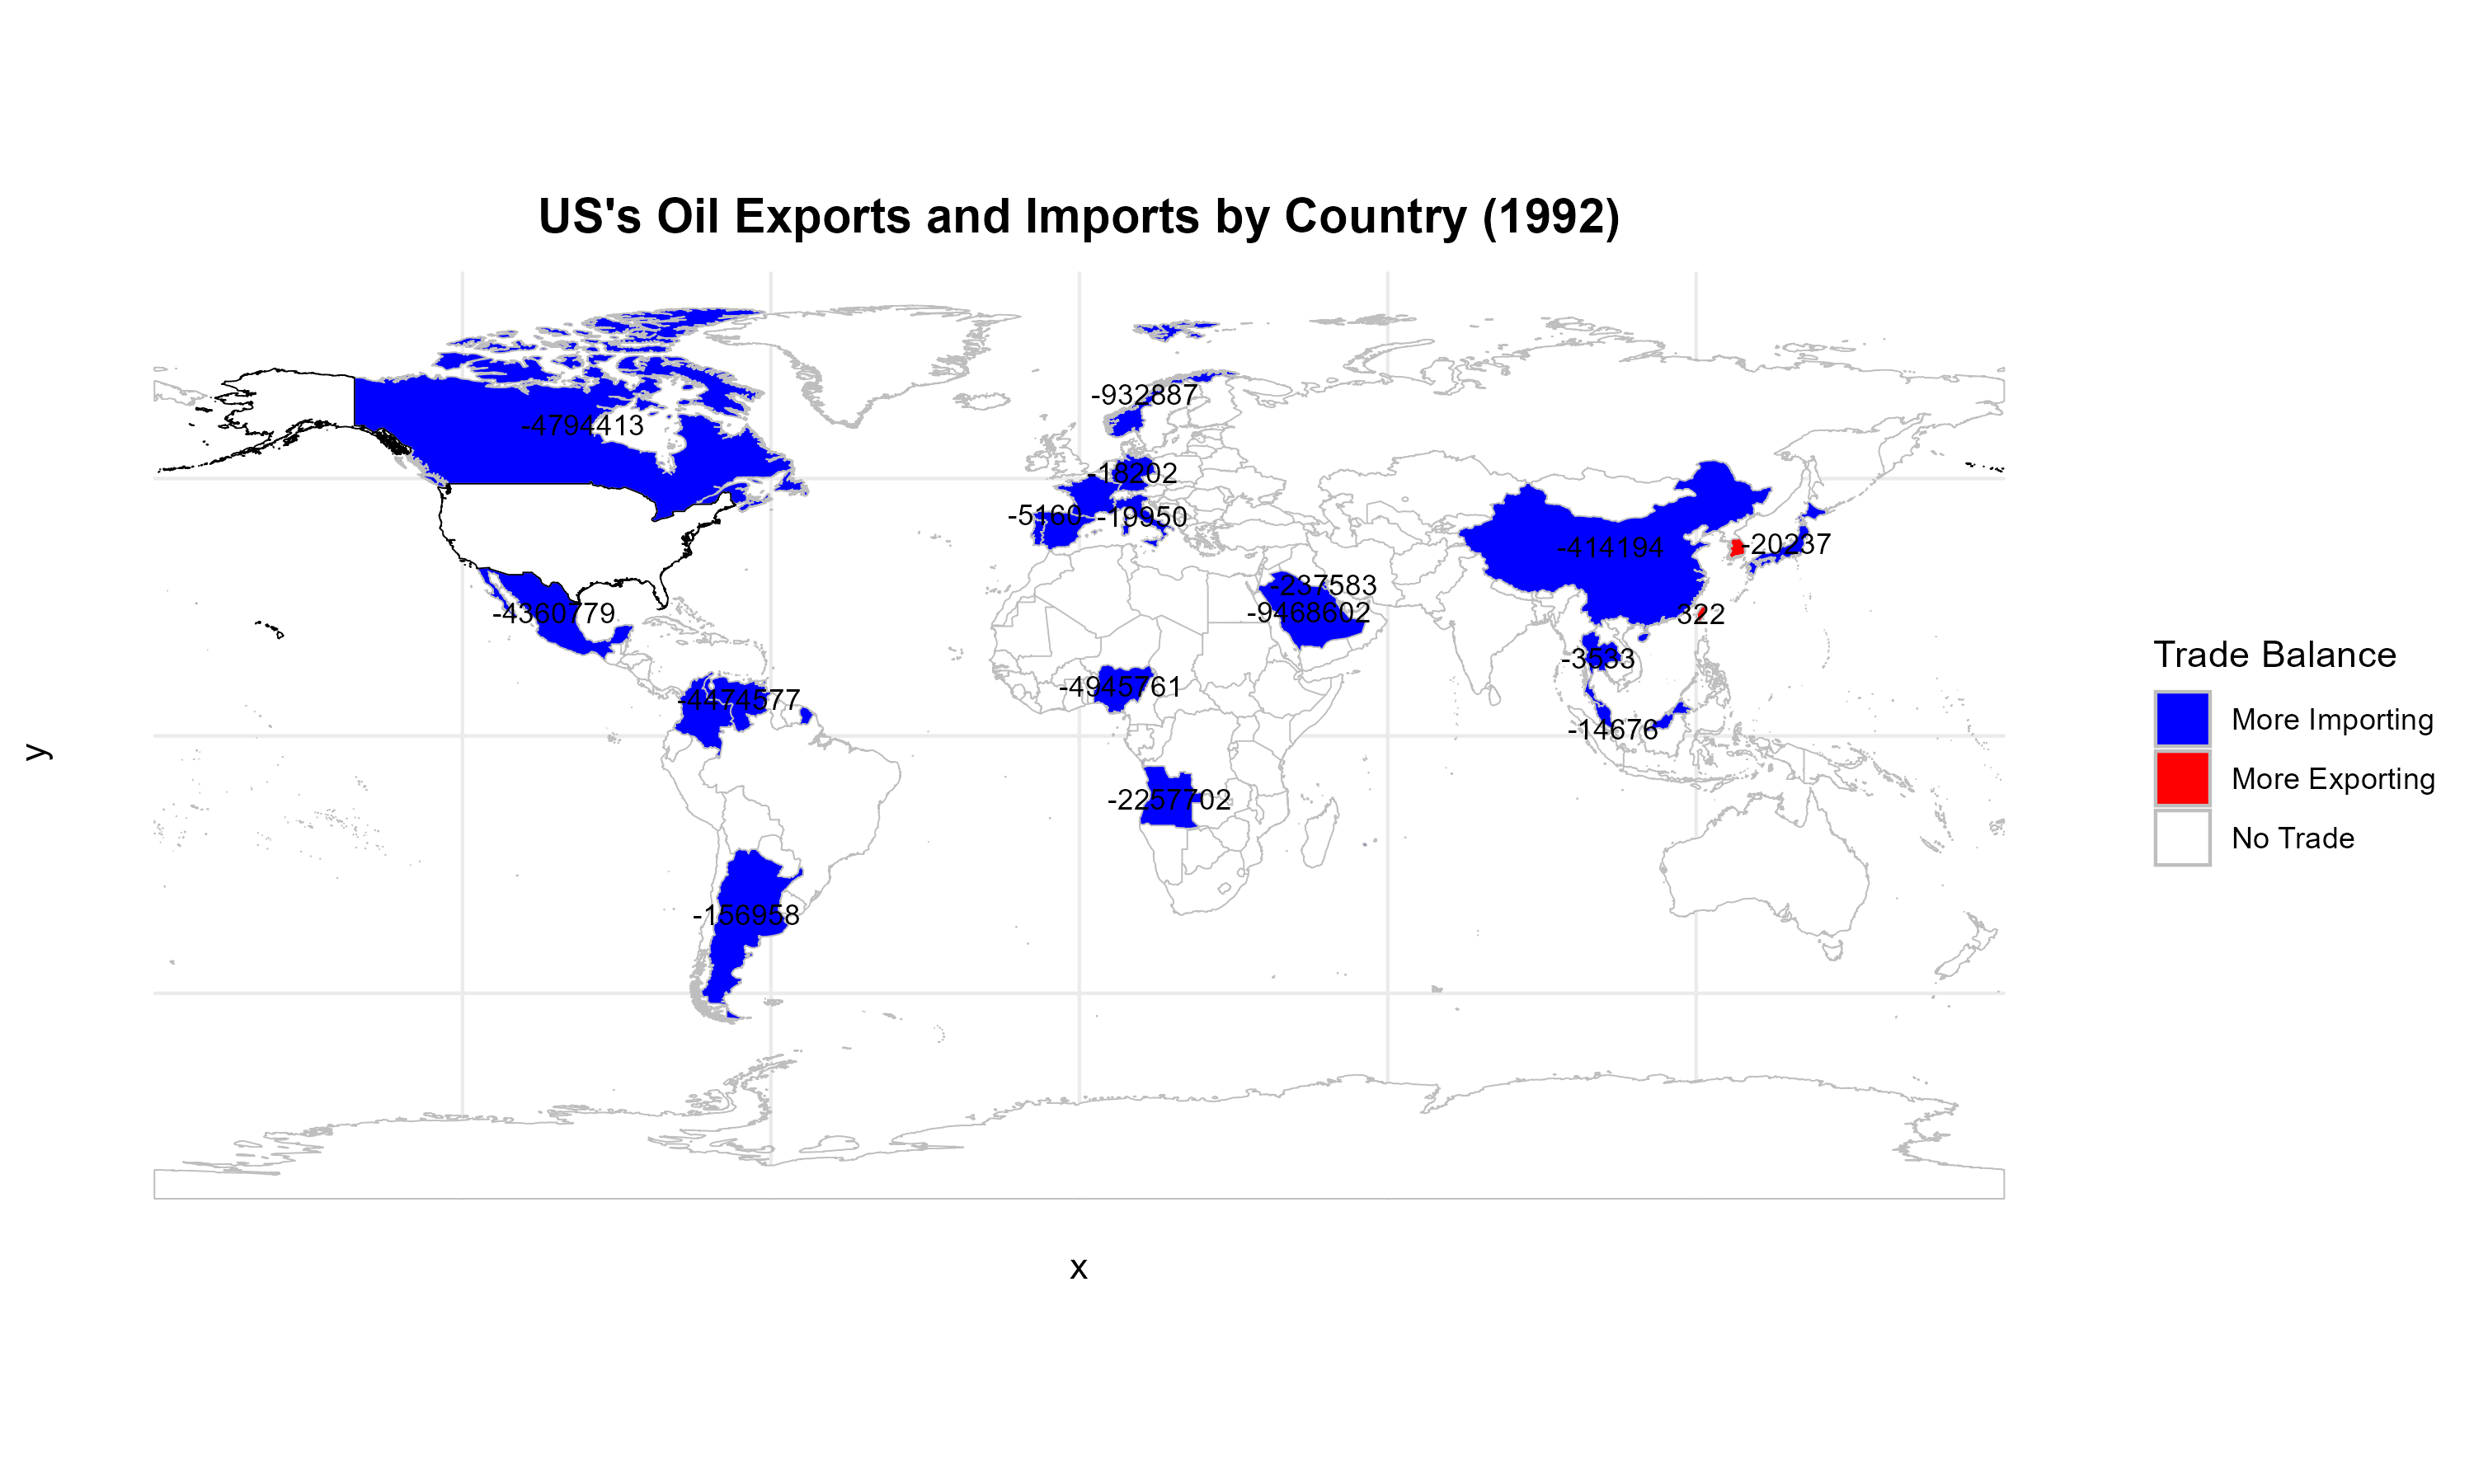 US's Oil Exports and Imports by Country (1992)
-932887
-4794413
-18202
-5160
-19950
-414194
-20237
-237583
-9468602
-4360779
322
-3533
-4945761
-4474577
-14676
-2257702
-156958
y
x
Trade Balance
More Importing
More Exporting
No Trade